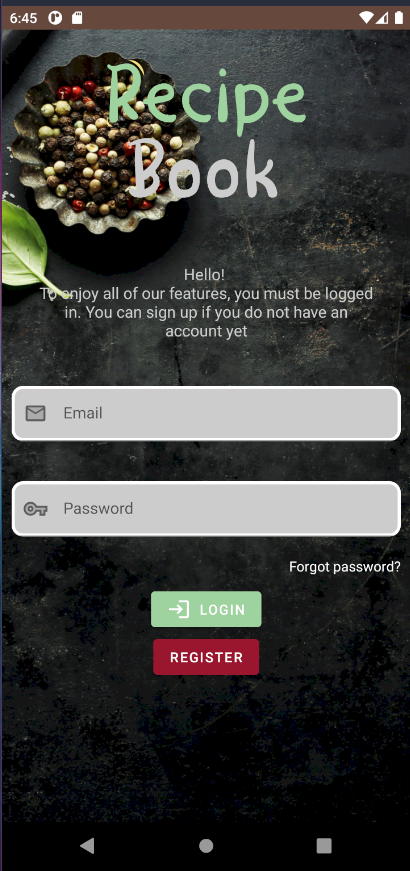 6:45
Recipe
Book
Hello!
To enjoy all of our features, you must be logged
in. You can sign up if you do not have an
account yet
Email
Password
Forgot password?
LOGIN
REGISTER